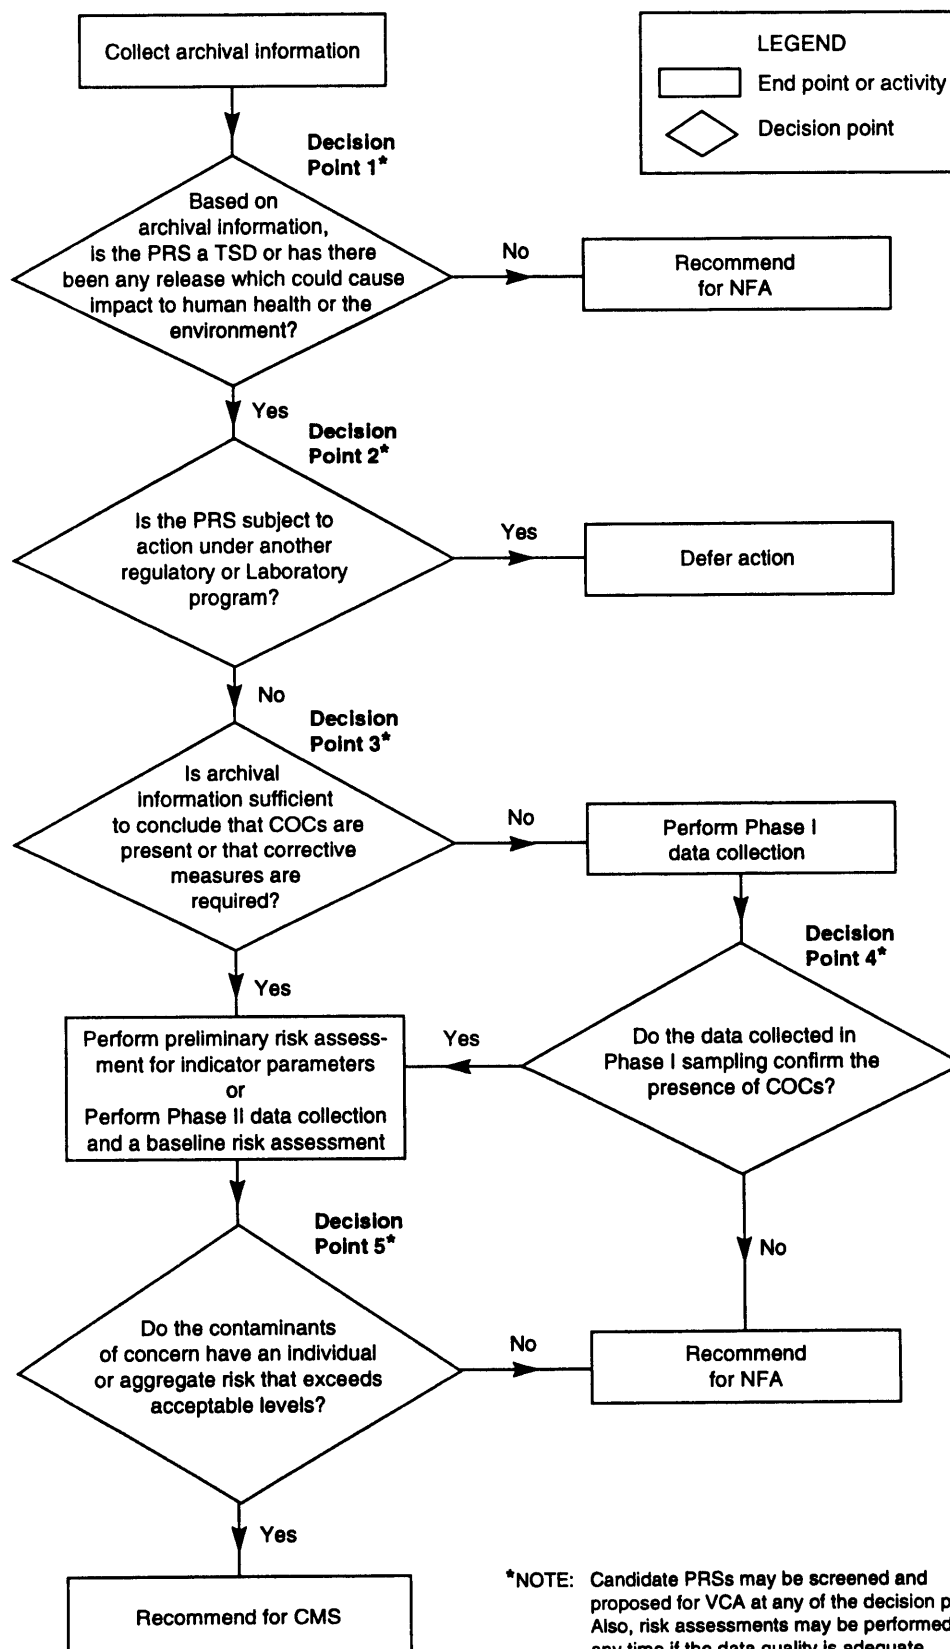 Collect archival information
LEGEND
End point or activity
Decision point
Decision
Point 1*
Based on
archival information,
is the PRS a TSD or has there
been any release which could cause
impact to human health or the
environment?
No
Recommend
for NFA
Yes
Decision
Point 2*
Is the PRS subject to
action under another
regulatory or Laboratory
program?
Yes
Defer action
No
Decision
Point 3*
Is archival
information sufficient
to conclude that COCs are
present or that corrective
measures are
required?
No
Perform Phase I
data collection
Decision
Point 4*
Yes
Do the data collected in
Phase I sampling confirm the
presence of COCs?
Yes
Perform preliminary risk assess-
ment for indicator parameters
or
Perform Phase II data collection
and a baseline risk assessment
No
Decision
Point 5*
Do the contaminants
of concern have an individual
or aggregate risk that exceeds
acceptable levels?
No
Recommend
for NFA
Yes
Recommend for CMS
*NOTE: Candidate PRSs may be screened and
proposed for VCA at any of the decision p
Also, risk assessments may be performed
any time if the data quality is adequate